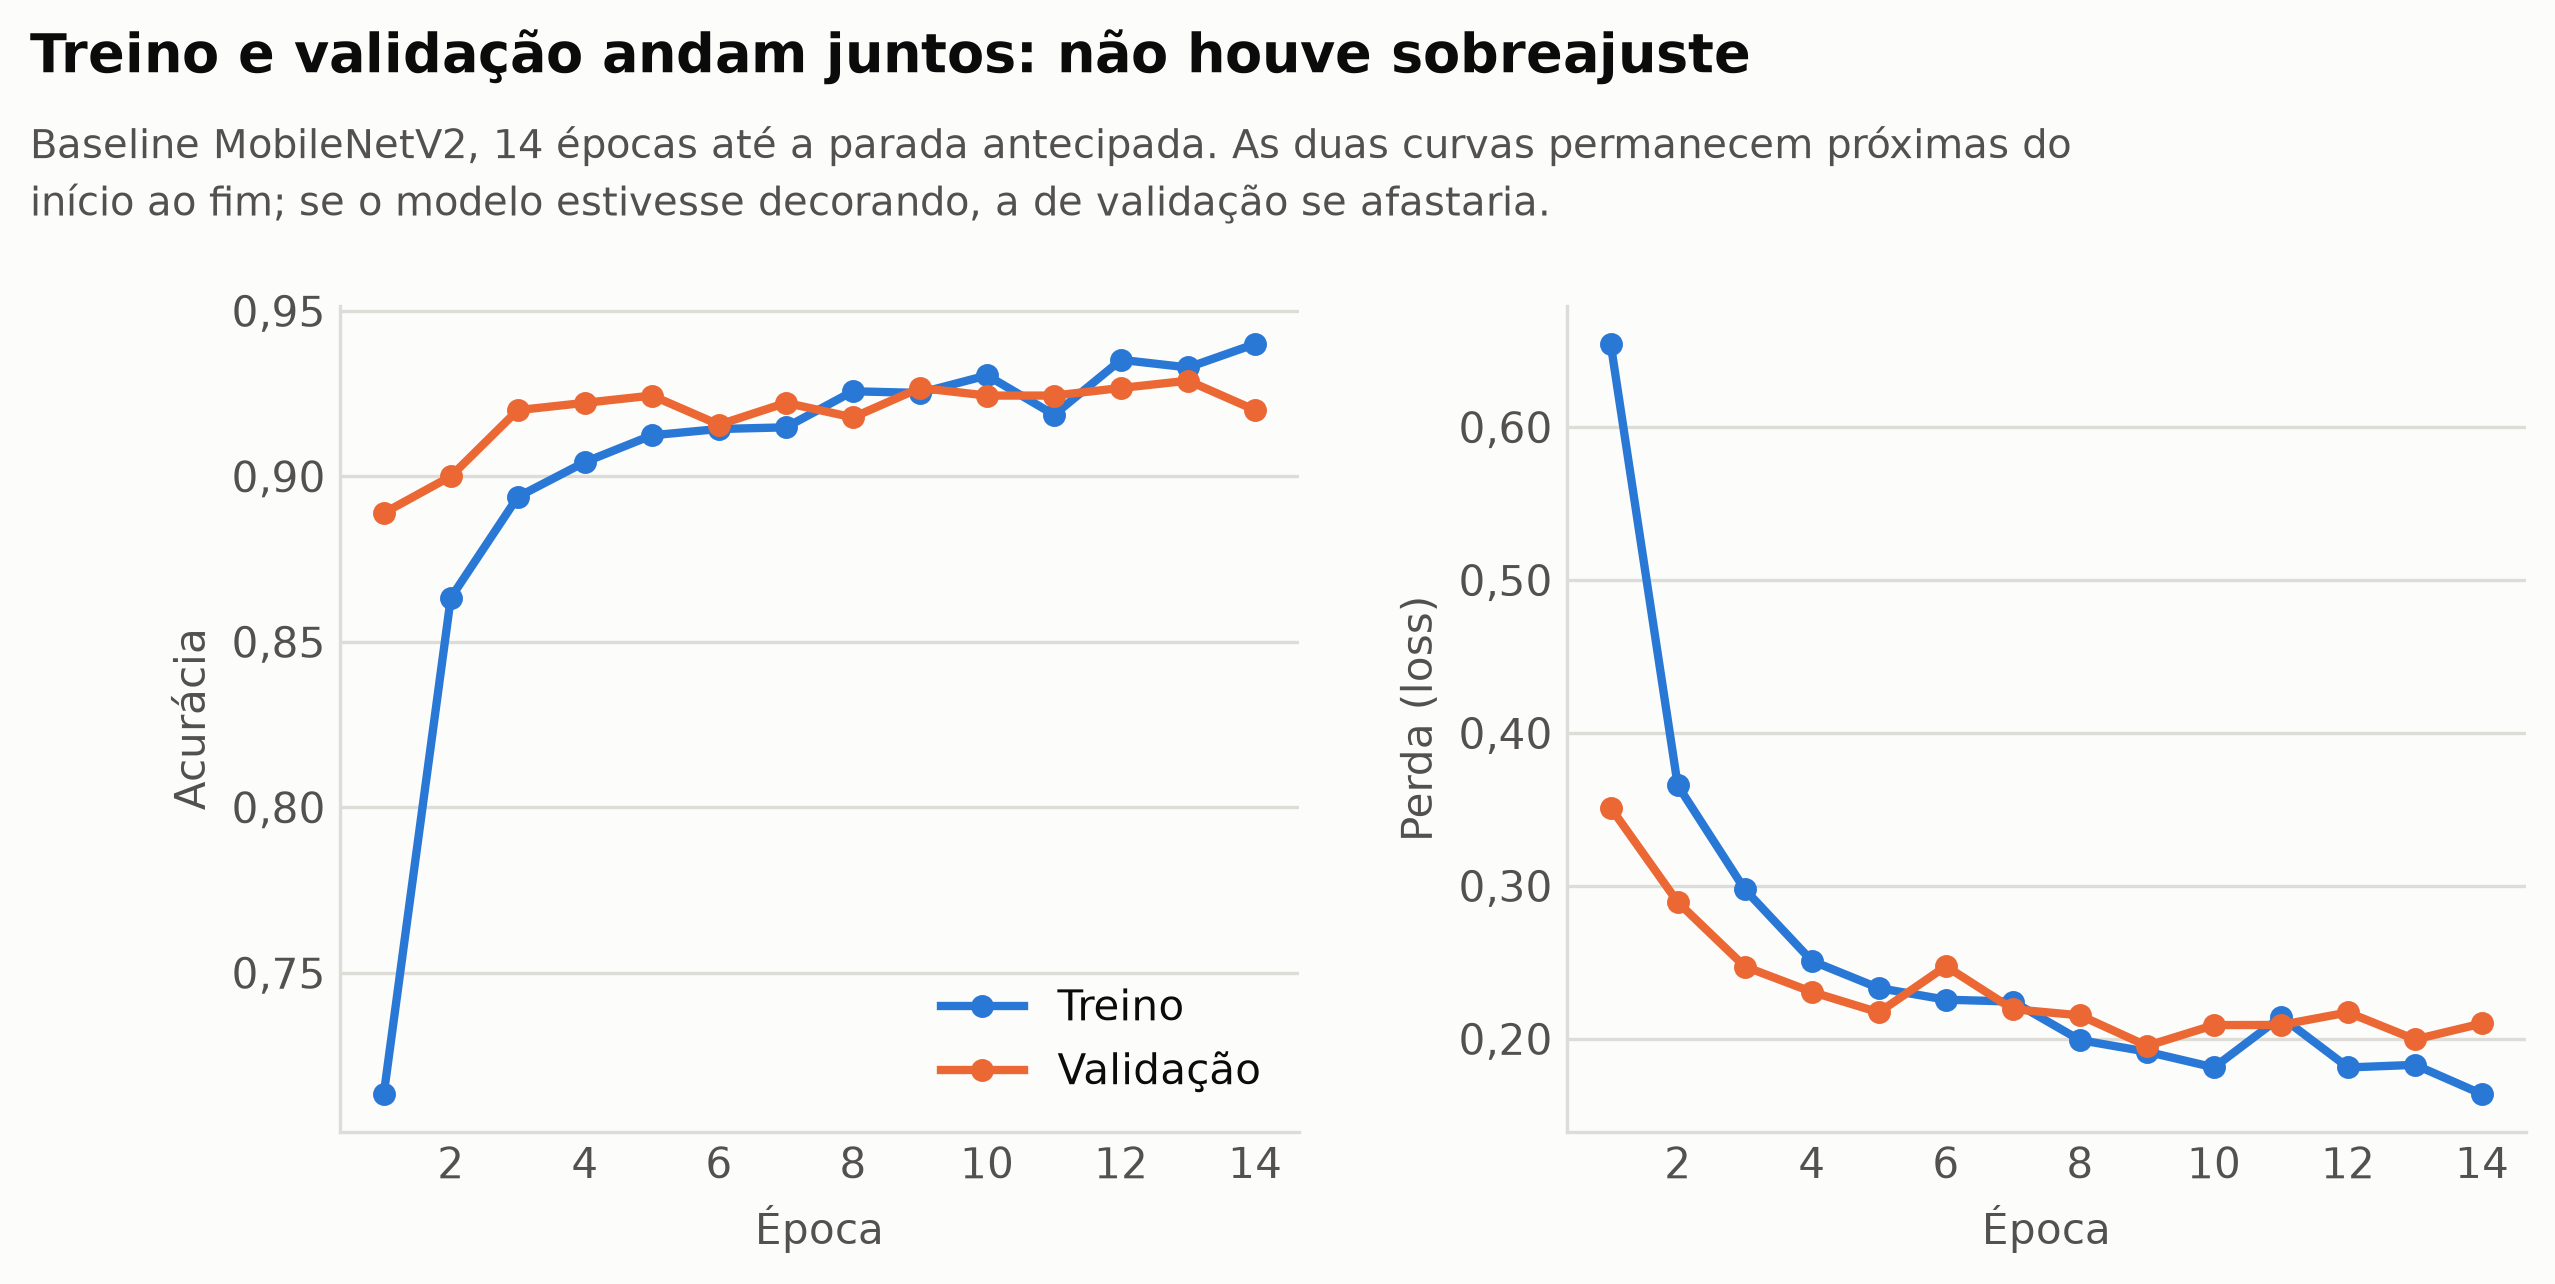 Treino e validação andam juntos: não houve sobreajuste
Baseline MobileNetV2, 14 épocas até a parada antecipada. As duas curvas permanecem próximas do
início ao fim; se o modelo estivesse decorando, a de validação se afastaria.
Acurácia
0,95
0,90
0,85
0,80
0,75
2 4 6 8 10 12 14
Época
Treino
Validação
Perda (loss)
0,60
0,50
0,40
0,30
0,20
2 4 6 8 10 12 14
Época